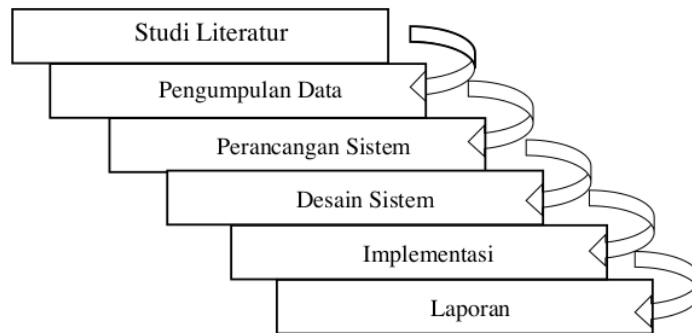 Studi Literatur
Pengumpulan Data
Perancangan Sistem
Desain Sistem
Implementasi
Laporan